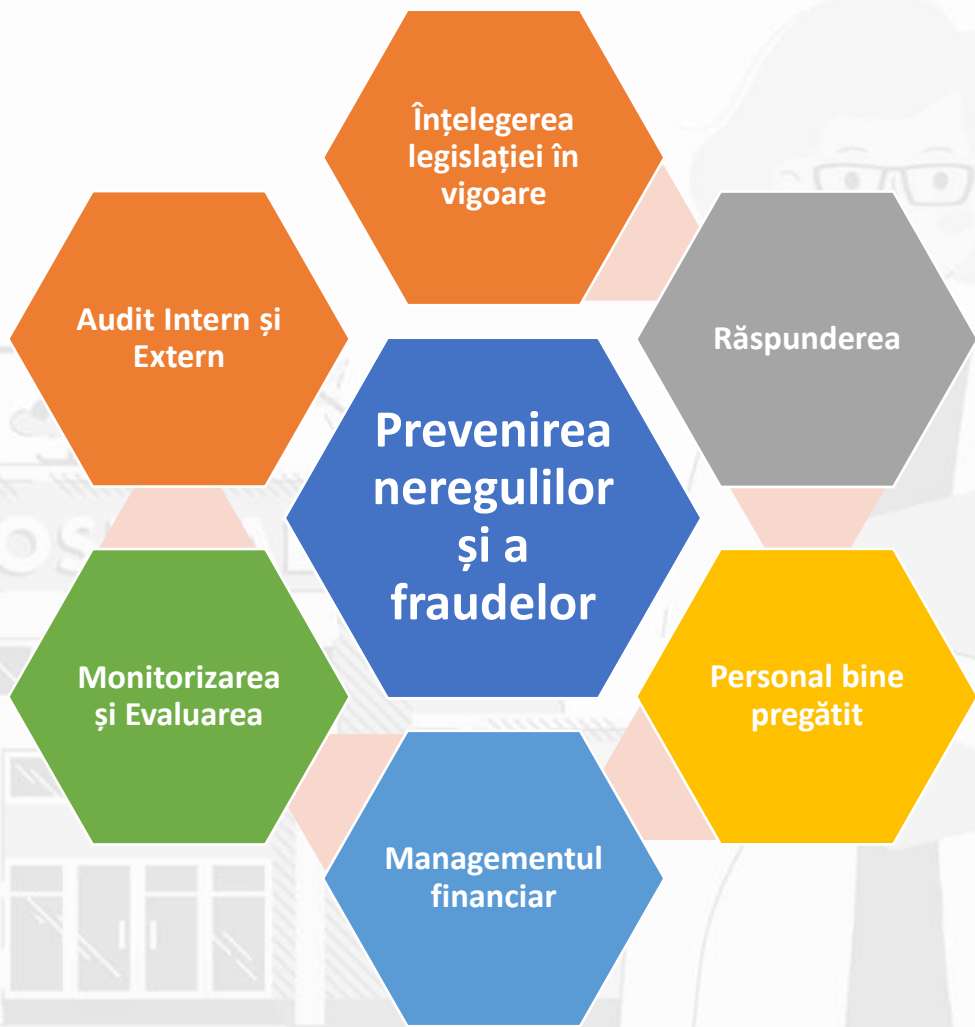 Înțelegerea
legislației în
vigoare
Audit Intern și
Extern
Răspunderea
Prevenirea
neregulilor
și a
fraudelor
Monitorizarea
și Evaluarea
Personal bine
pregătit
Managementul
financiar